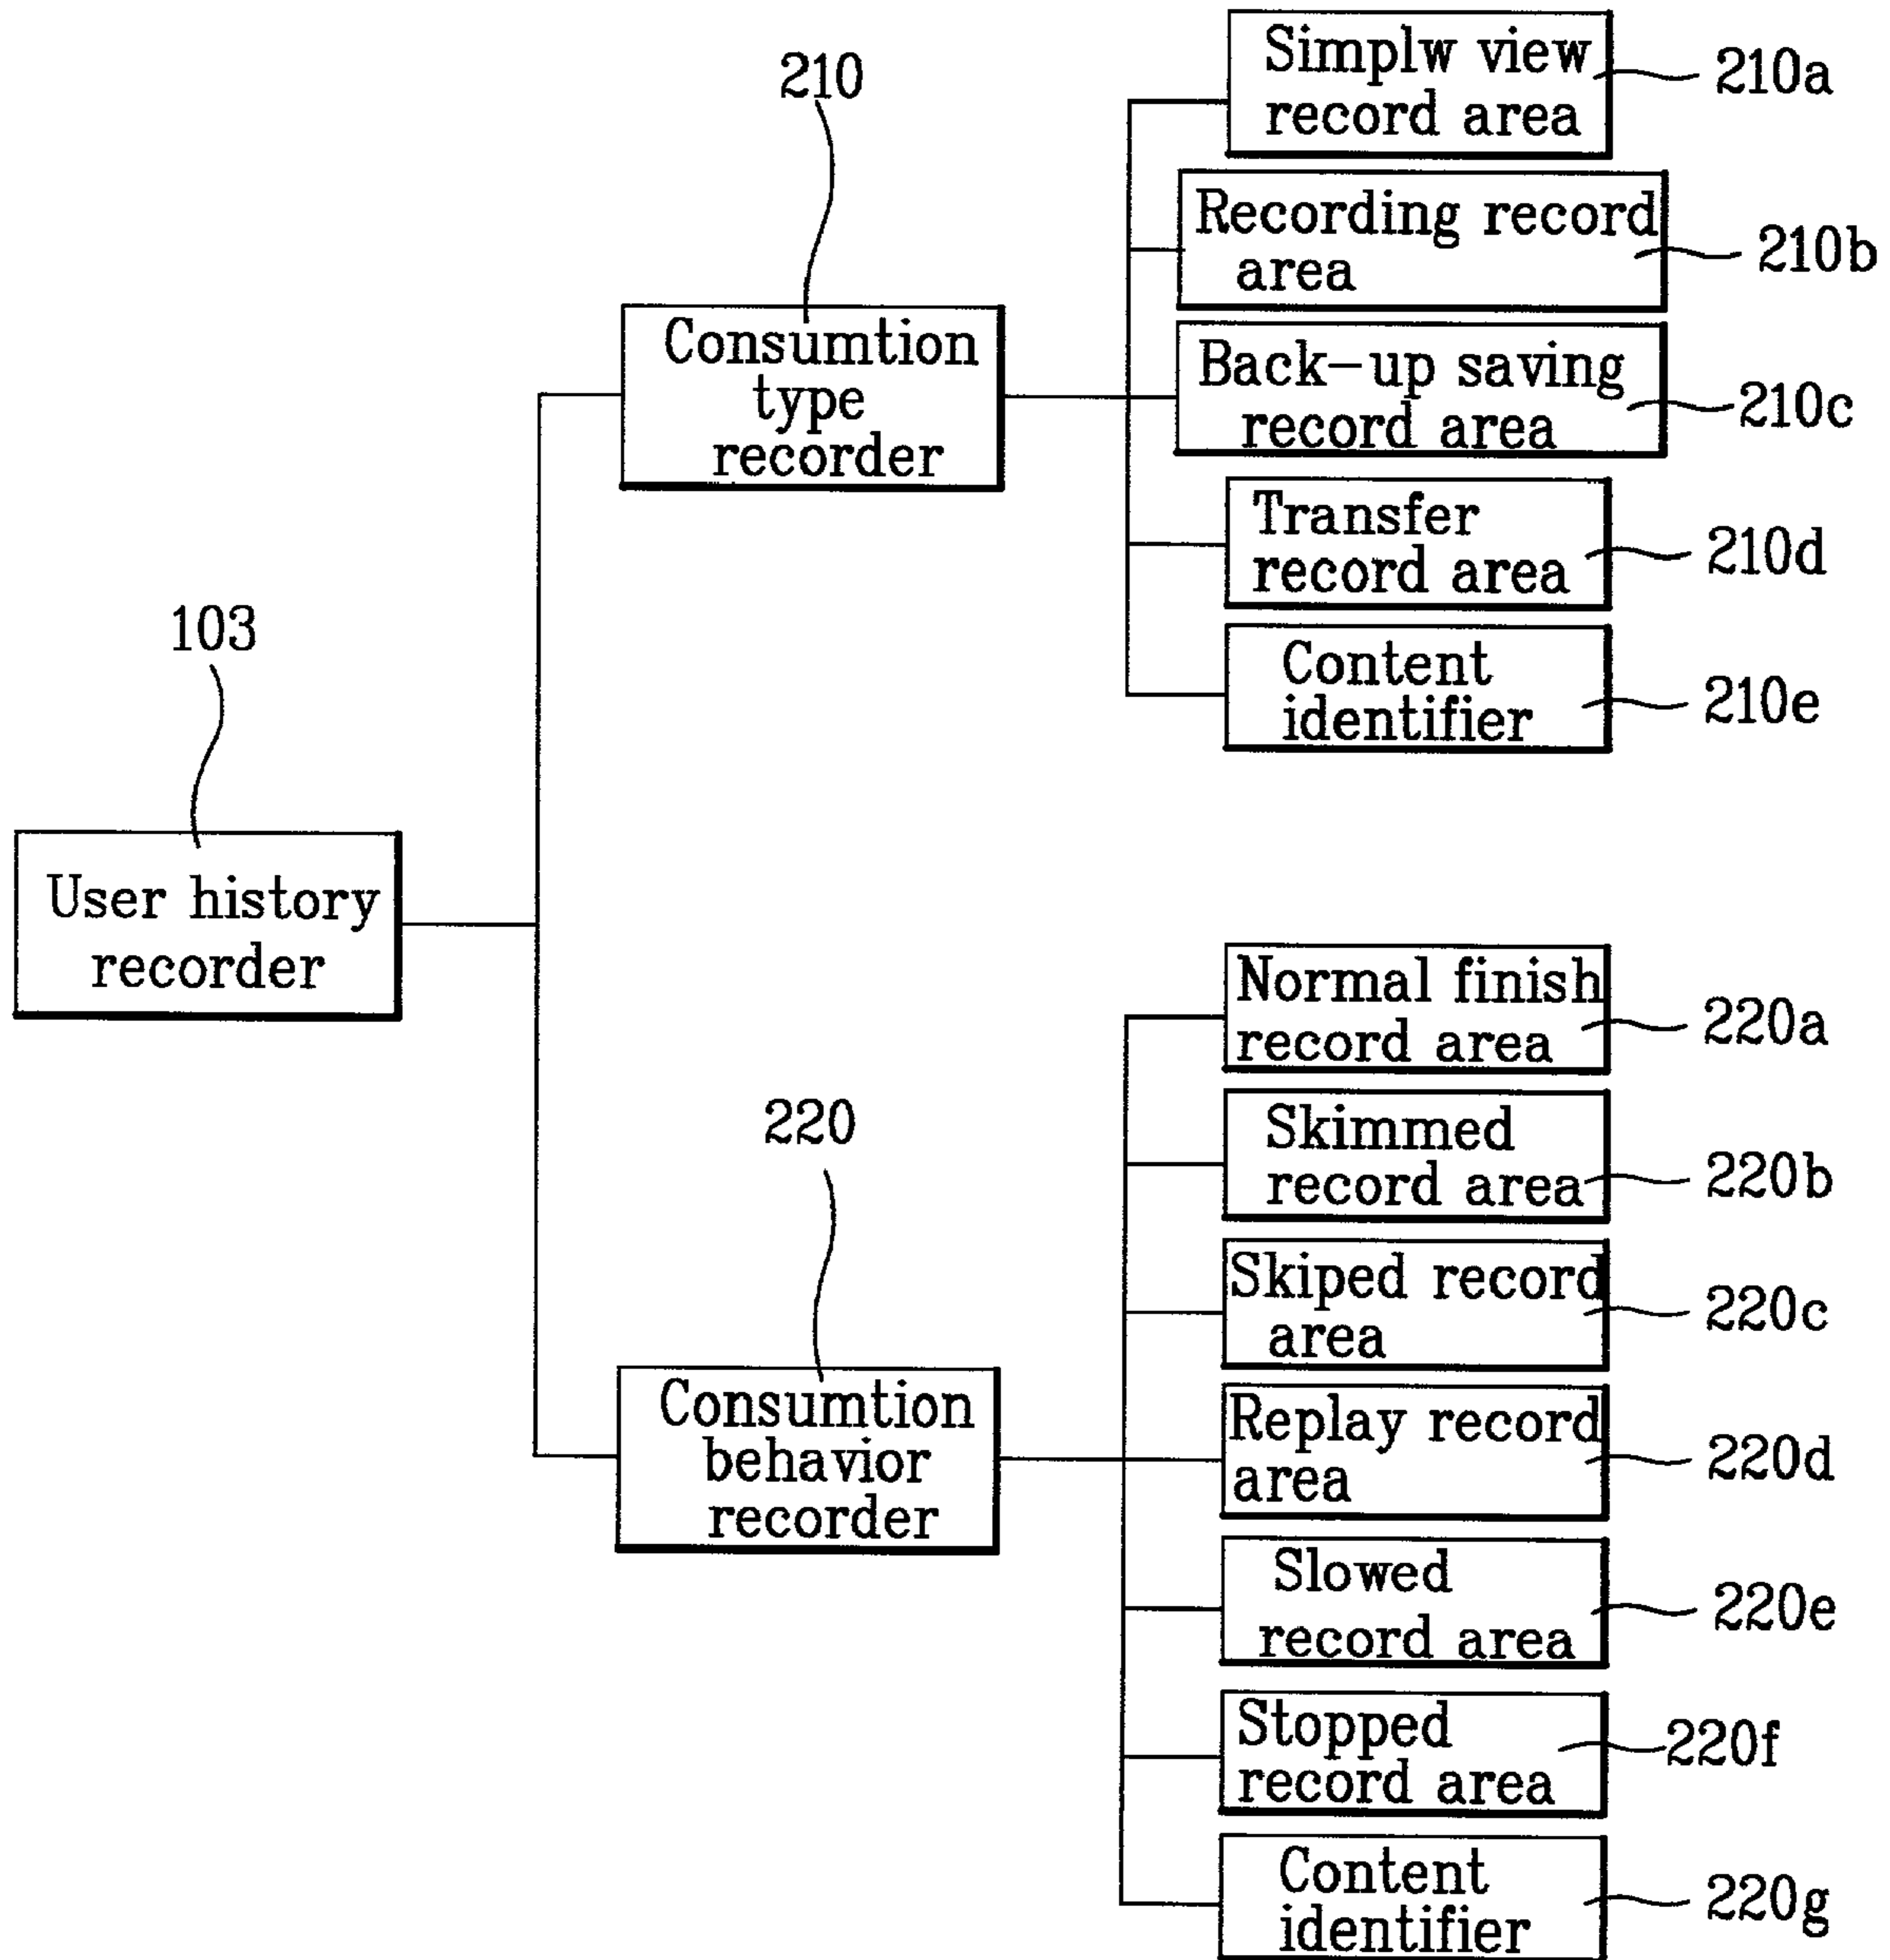 210
Simplw view
record area
210a
Recording record
area
210b
Consumtion
type
recorder
Back-up saving
record area
210c
Transfer
record area
210d
Content
identifier
210e
103
User history
recorder
Normal finish
record area
220a
220
Skimmed
record area
220b
Skiped record
area
220c
Consumtion
behavior
recorder
Replay record
area
220d
Slowed
record area
220e
Stopped
record area
220f
Content
identifier
220g